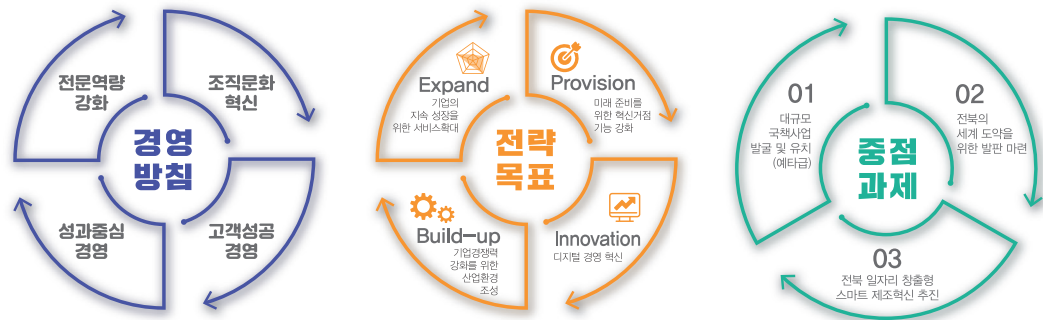 경영
방침
전문역량
강화
조직문화
혁신
성과중심
경영
고객성공
경영
전략
목표
Expand
기업의
지속 성장을
위한 서비스확대
Provision
미래 준비를
위한 혁신거점
기능 강화
Build-up
기업경쟁력
강화를 위한
산업환경
조성
Innovation
디지털 경영 혁신
중점
과제
01
대규모
국책사업
발굴 및 유치
(예타급)
02
전북의
세계 도약을
위한 발판 마련
03
전북 일자리 창출형
스마트 제조혁신 추진